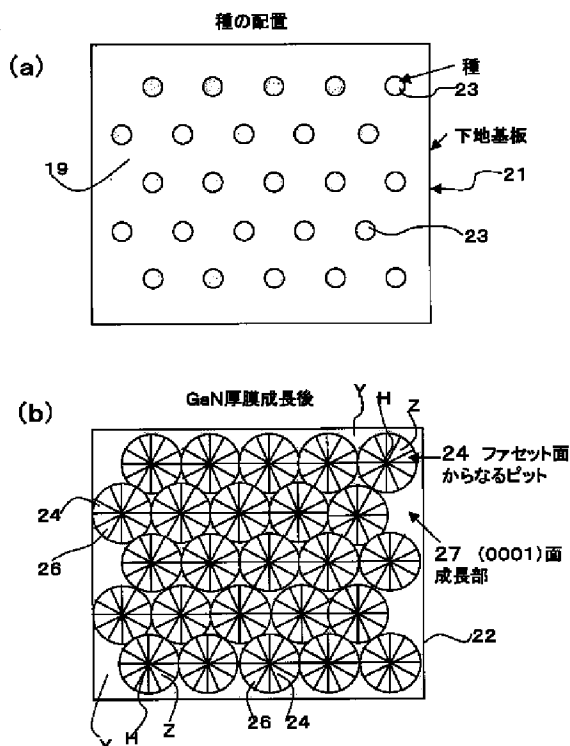 種の配置
(a)
種
23
下地基板
19
21
23
GaN厚膜成長後
(b)
Y
H
Z
24 ファセット面
からなるピット
24
26
27 (0001)面
成長部
22
Y
H
Z
26
24